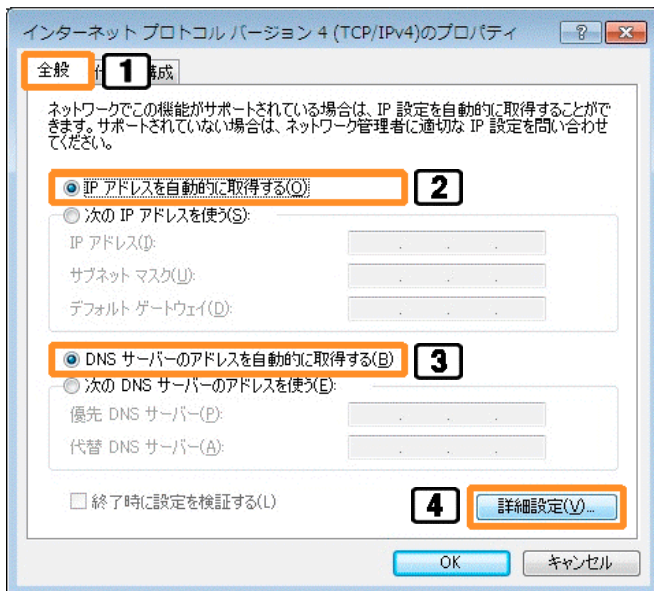 インターネット プロトコル バージョン 4 (TCP/IPv4)のプロパティ
全般
1
構成
ネットワークでこの機能がサポートされている場合は、IP 設定を自動的に取得することがで
きます。サポートされていない場合は、ネットワーク管理者に適切な IP 設定を問い合わせ
てください。
IP アドレスを自動的に取得する(O)
2
次の IP アドレスを使う(S):
IP アドレス(I):
サブネット マスク(U):
デフォルト ゲートウェイ(D):
DNS サーバーのアドレスを自動的に取得する(B)
3
次の DNS サーバーのアドレスを使う(E):
優先 DNS サーバー(P):
代替 DNS サーバー(A):
終了時に設定を検証する(L)
4
詳細設定(V)...
OK
キャンセル